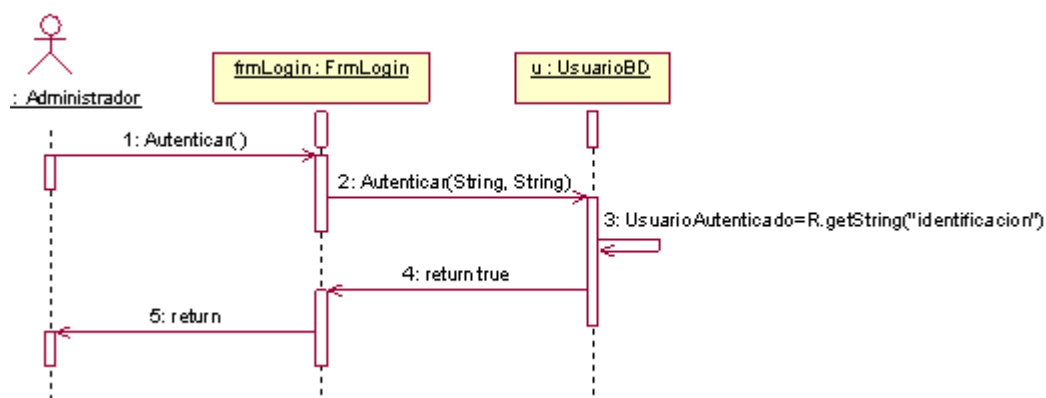 frmLogin : FrmLogin
u : UsuarioBD
: Administrador
1: Autenticar()
2: Autenticar(String, String)
3: UsuarioAutenticado=R.getString("identificacion")
4: return true
5: return